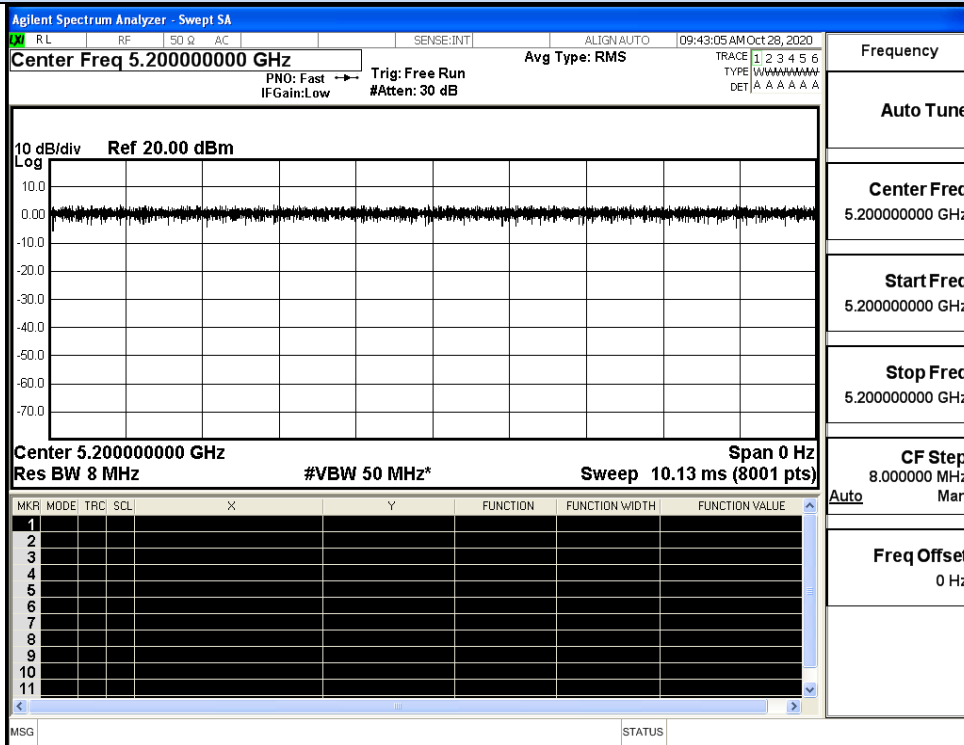 Agilent Spectrum Analyzer - Swept SA
LXI RL RF 50 Ω AC SENSE:INT ALIGN AUTO 09:43:05 AM Oct 28, 2020
Center Freq 5.200000000 GHz Avg Type: RMS TRACE 1 2 3 4 5 6
PNO: Fast Trig: Free Run TYPE WWWWWW
IFGain:Low #Atten: 30 dB DET A A A A A A
10 dB/div Ref 20.00 dBm
Log
10.0
0.00
-10.0
-20.0
-30.0
-40.0
-50.0
-60.0
-70.0
Center 5.200000000 GHz Span 0 Hz
Res BW 8 MHz #VBW 50 MHz* Sweep 10.13 ms (8001 pts)
MKR MODE TRC SCL X Y FUNCTION FUNCTION WIDTH FUNCTION VALUE
1
2
3
4
5
6
7
8
9
10
11
MSG STATUS
Frequency
Auto Tune
Center Freq
5.200000000 GHz
Start Freq
5.200000000 GHz
Stop Freq
5.200000000 GHz
CF Step
8.000000 MHz
Auto Man
Freq Offset
0 Hz